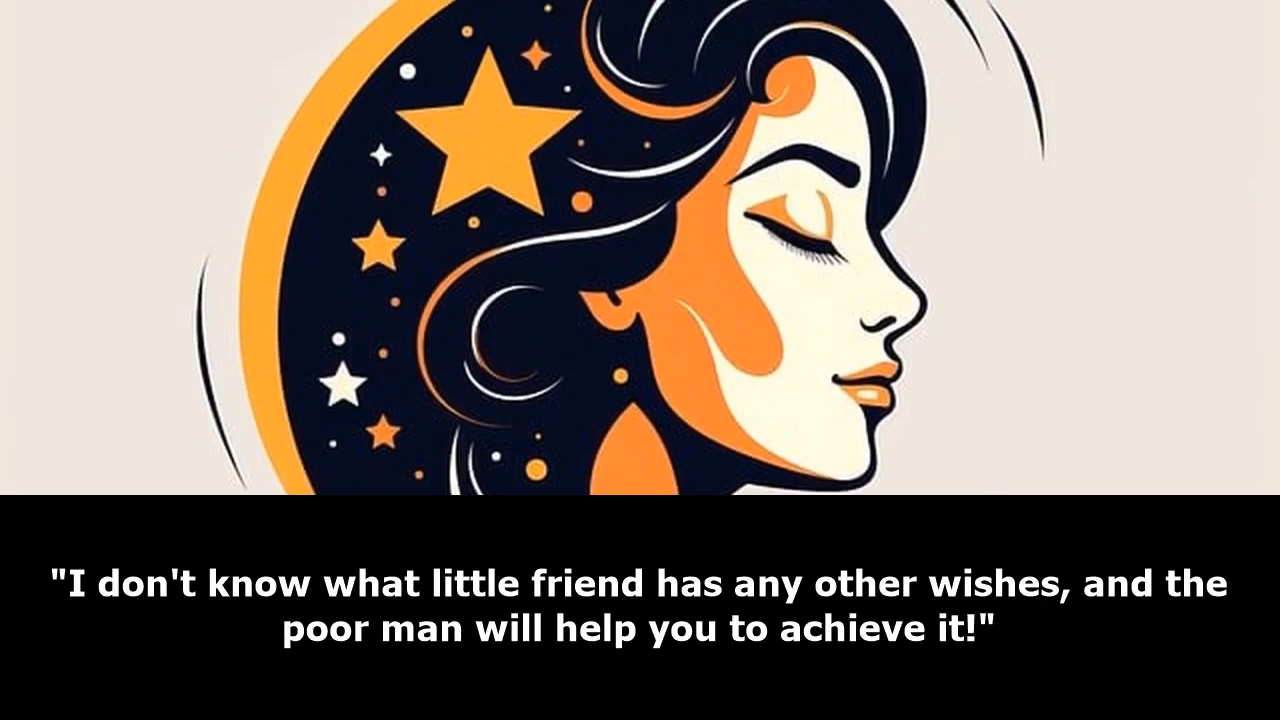 "I don't know what little friend has any other wishes, and the
poor man will help you to achieve it!"